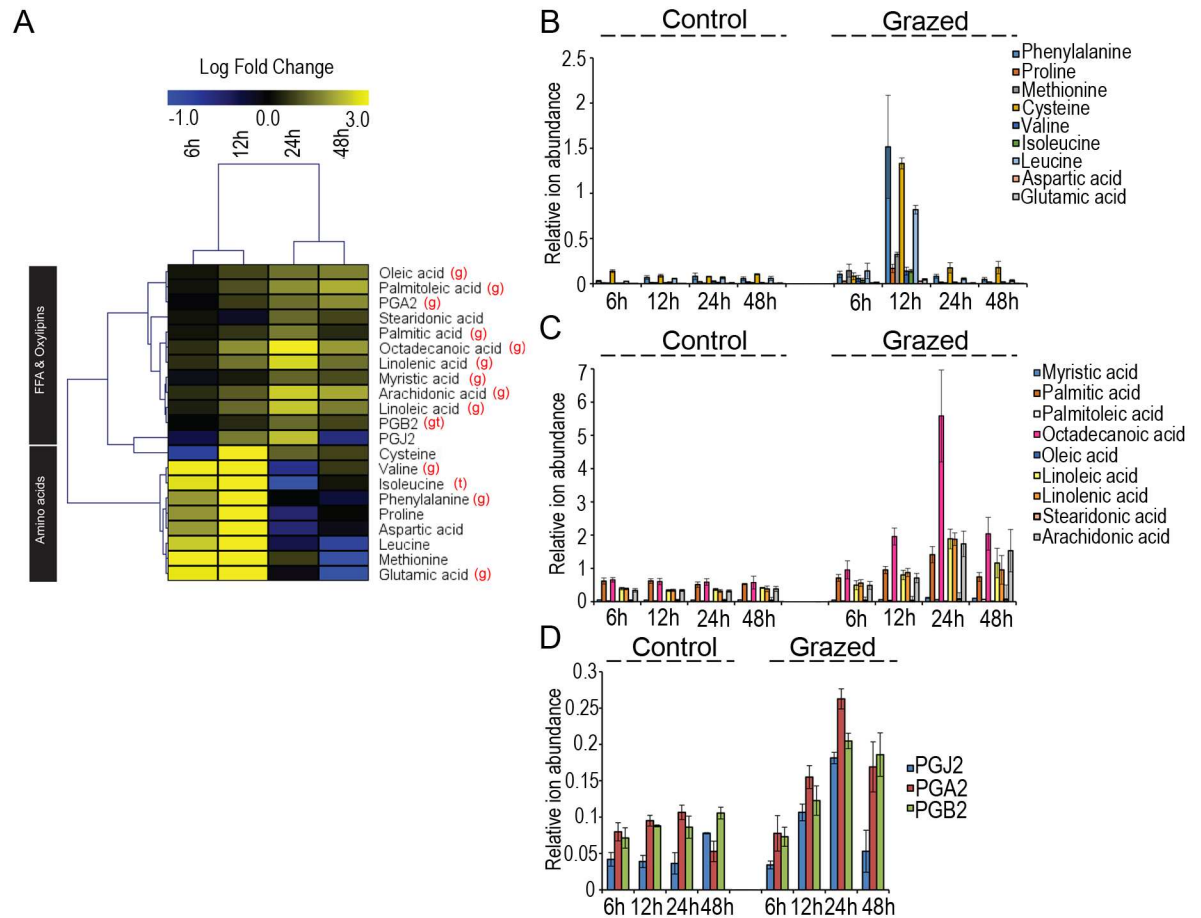 A
Log Fold Change
-1.0 0.0 3.0
6h 12h 24h 48h
FFA & Oxylipins
Amino acids
Oleic acid (g)
Palmitoleic acid (g)
PGA2 (g)
Stearidonic acid
Palmitic acid (g)
Octadecanoic acid (g)
Linolenic acid (g)
Myristic acid (g)
Arachidonic acid (g)
Linoleic acid (g)
PGB2 (gt)
PGJ2
Cysteine
Valine (g)
Isoleucine (t)
Phenylalanine (g)
Proline
Aspartic acid
Leucine
Methionine
Glutamic acid (g)
B
Control Grazed
Relative ion abundance
2.5
2
1.5
1
0.5
0
6h 12h 24h 48h 6h 12h 24h 48h
Phenylalanine
Proline
Methionine
Cysteine
Valine
Isoleucine
Leucine
Aspartic acid
Glutamic acid
C
Control Grazed
Relative ion abundance
7
6
5
4
3
2
1
0
6h 12h 24h 48h 6h 12h 24h 48h
Myristic acid
Palmitic acid
Palmitoleic acid
Octadecanoic acid
Oleic acid
Linoleic acid
Linolenic acid
Stearidonic acid
Arachidonic acid
D
Control Grazed
Relative ion abundance
0.3
0.25
0.2
0.15
0.1
0.05
0
6h 12h 24h 48h 6h 12h 24h 48h
PGJ2
PGA2
PGB2